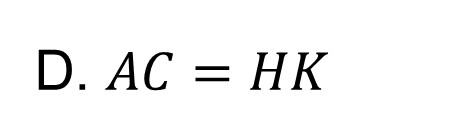 D. AC = HK